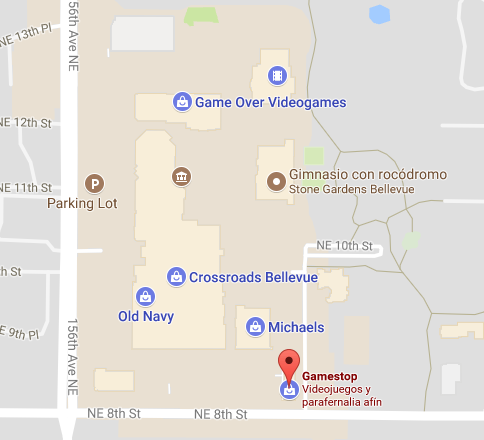 156th Ave NE
NE 13th Pl
Game Over Videogames
NE 12th St
Gimnasio con rocódromo
Stone Gardens Bellevue
NE 11th St
P
Parking Lot
NE 10th St
th St
Crossroads Bellevue
Old Navy
Michaels
156th Ave NE
E 9th Pl
Gamestop
Videojuegos y
parafernalia afín
NE 8th St
NE 8th St